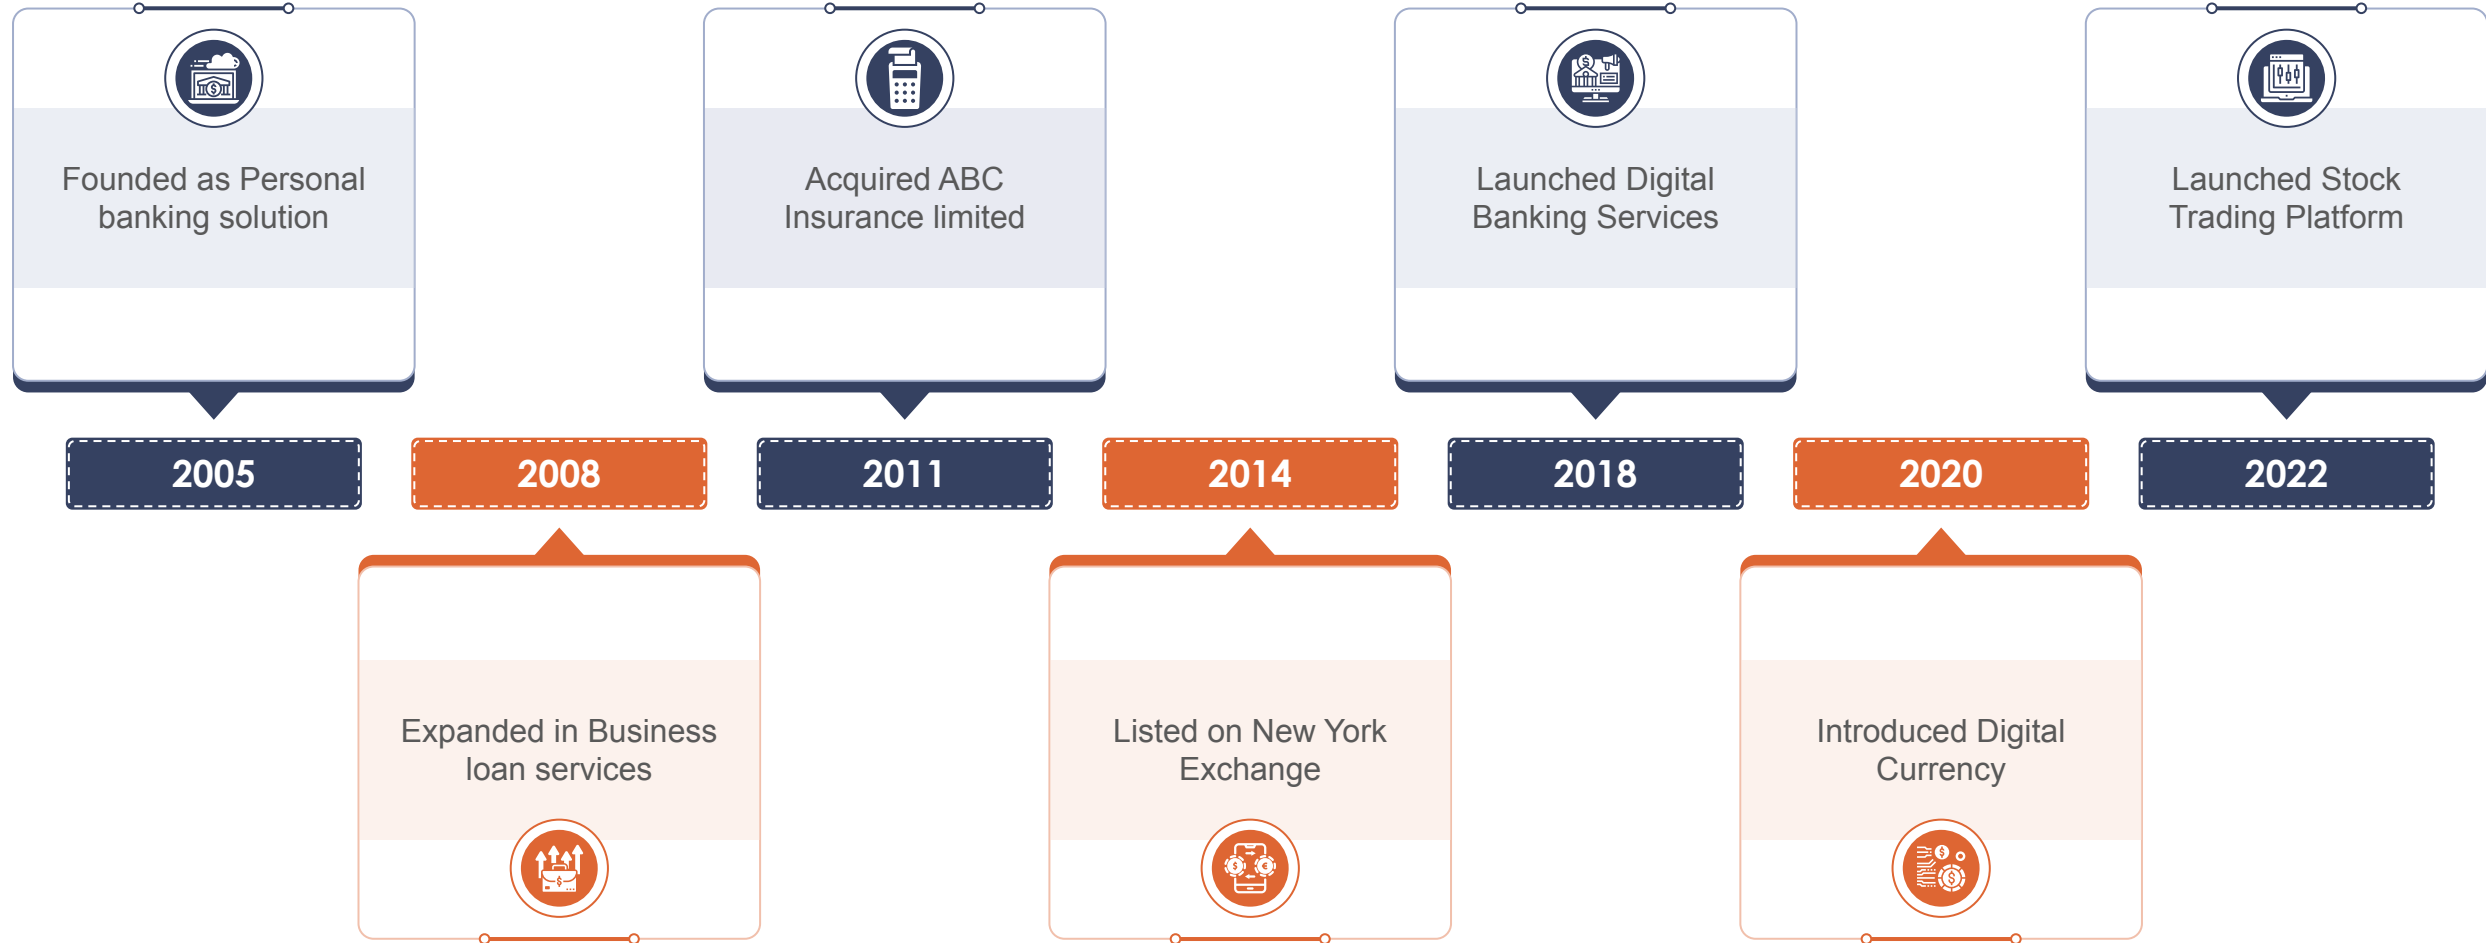 Founded as Personal
banking solution
Acquired ABC
Insurance limited
Launched Digital
Banking Services
Launched Stock
Trading Platform
2005
2008
2011
2014
2018
2020
2022
Expanded in Business
loan services
Listed on New York
Exchange
Introduced Digital
Currency